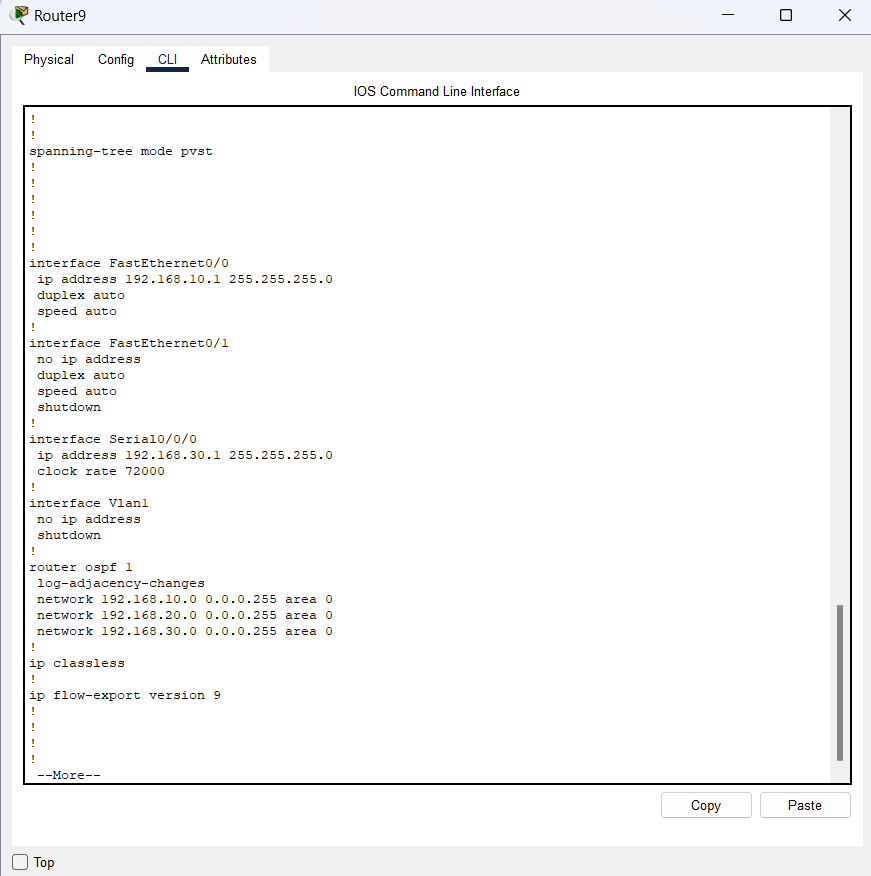 Router9
Physical Config CLI Attributes
IOS Command Line Interface
!
!
spanning-tree mode pvst
!
!
!
!
!
!
interface FastEthernet0/0
 ip address 192.168.10.1 255.255.255.0
 duplex auto
 speed auto
!
interface FastEthernet0/1
 no ip address
 duplex auto
 speed auto
 shutdown
!
interface Serial0/0/0
 ip address 192.168.30.1 255.255.255.0
 clock rate 72000
!
interface Vlan1
 no ip address
 shutdown
!
router ospf 1
 log-adjacency-changes
 network 192.168.10.0 0.0.0.255 area 0
 network 192.168.20.0 0.0.0.255 area 0
 network 192.168.30.0 0.0.0.255 area 0
!
ip classless
!
ip flow-export version 9
!
!
!
!
 --More--
Copy Paste
Top